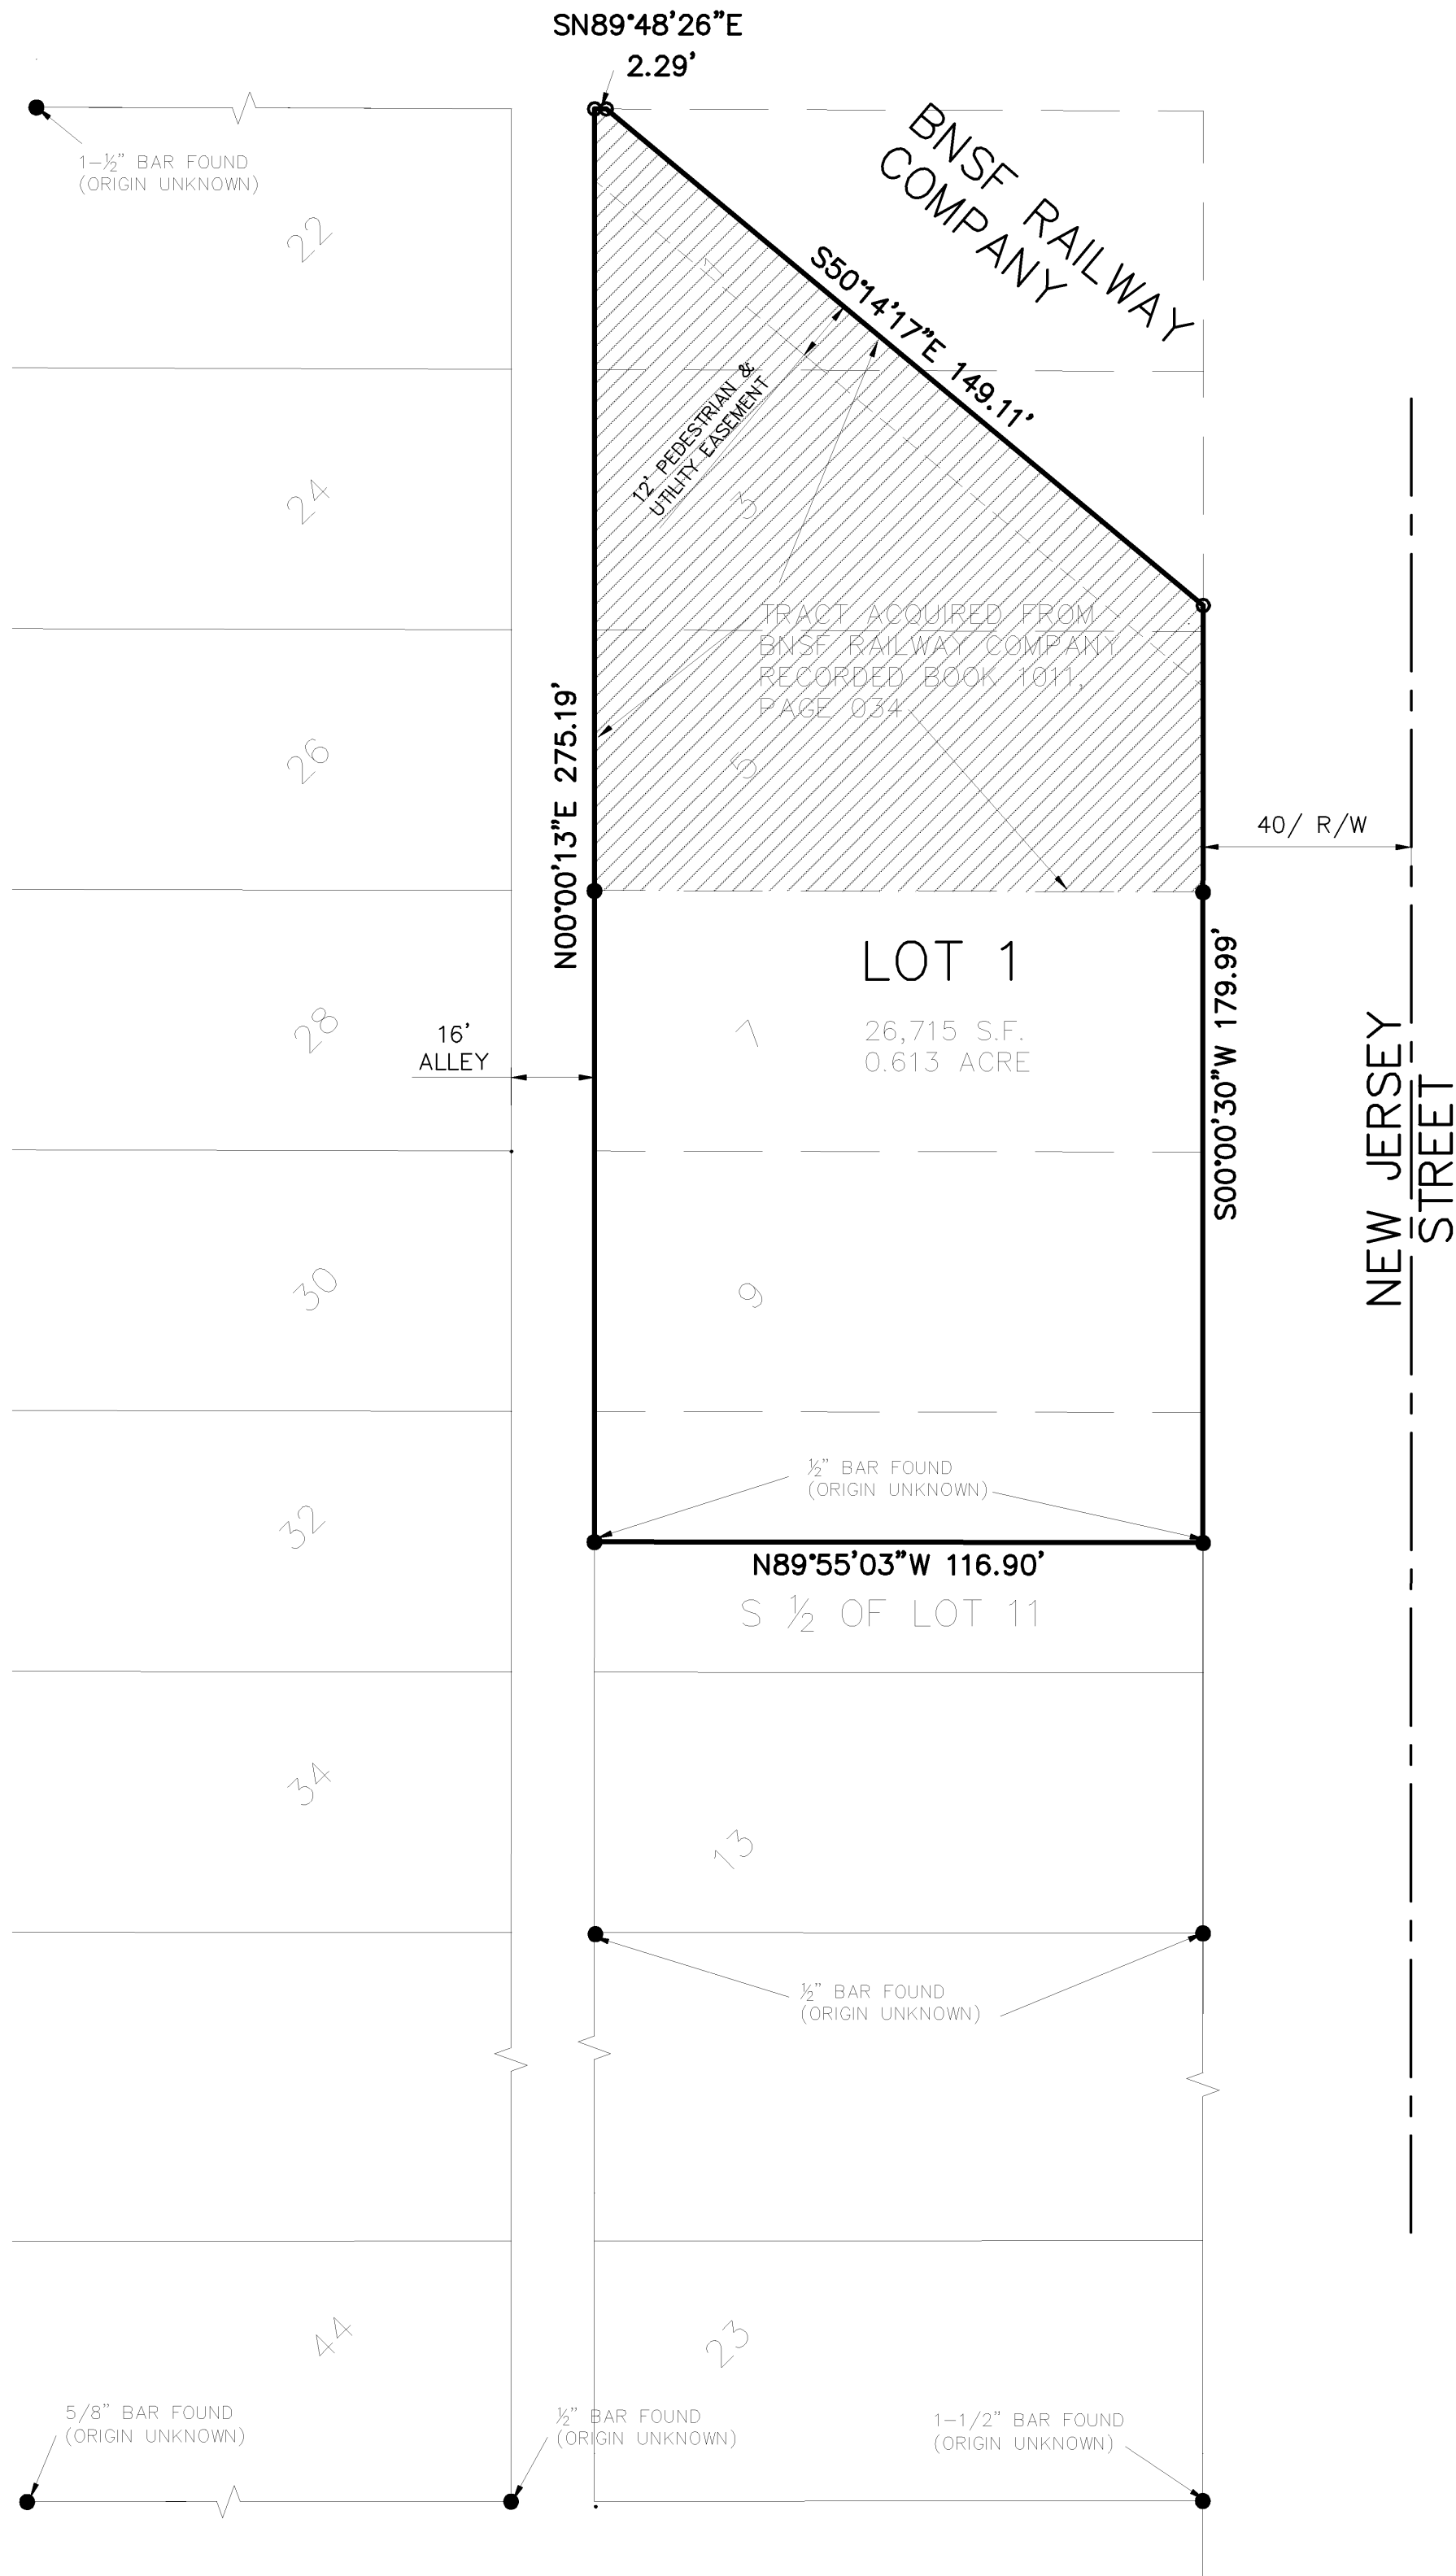 SN89°48'26"E
2.29'
BNSF RAILWAY
COMPANY
1-½" BAR FOUND
(ORIGIN UNKNOWN)
22
1
S50°14'17"E 149.11'
12' PEDESTRIAN &
UTILITY EASEMENT
24
3
TRACT ACQUIRED FROM
BNSF RAILWAY COMPANY
RECORDED BOOK 1011,
PAGE 034
26
5
N00°00'13"E 275.19'
40/ R/W
LOT 1
26,715 S.F.
0.613 ACRE
28
7
16'
ALLEY
S00°00'30"W 179.99'
NEW JERSEY
STREET
30
9
½" BAR FOUND
(ORIGIN UNKNOWN)
32
N89°55'03"W 116.90'
S ½ OF LOT 11
34
13
½" BAR FOUND
(ORIGIN UNKNOWN)
44
23
5/8" BAR FOUND
(ORIGIN UNKNOWN)
½" BAR FOUND
(ORIGIN UNKNOWN)
1-1/2" BAR FOUND
(ORIGIN UNKNOWN)